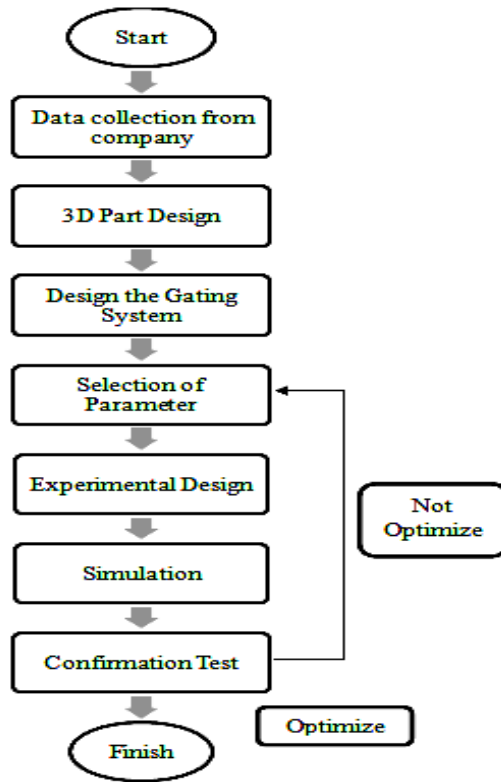 Start
Data collection from
company
3D Part Design
Design the Gating
System
Selection of
Parameter
Experimental Design
Not
Optimize
Simulation
Confirmation Test
Optimize
Finish